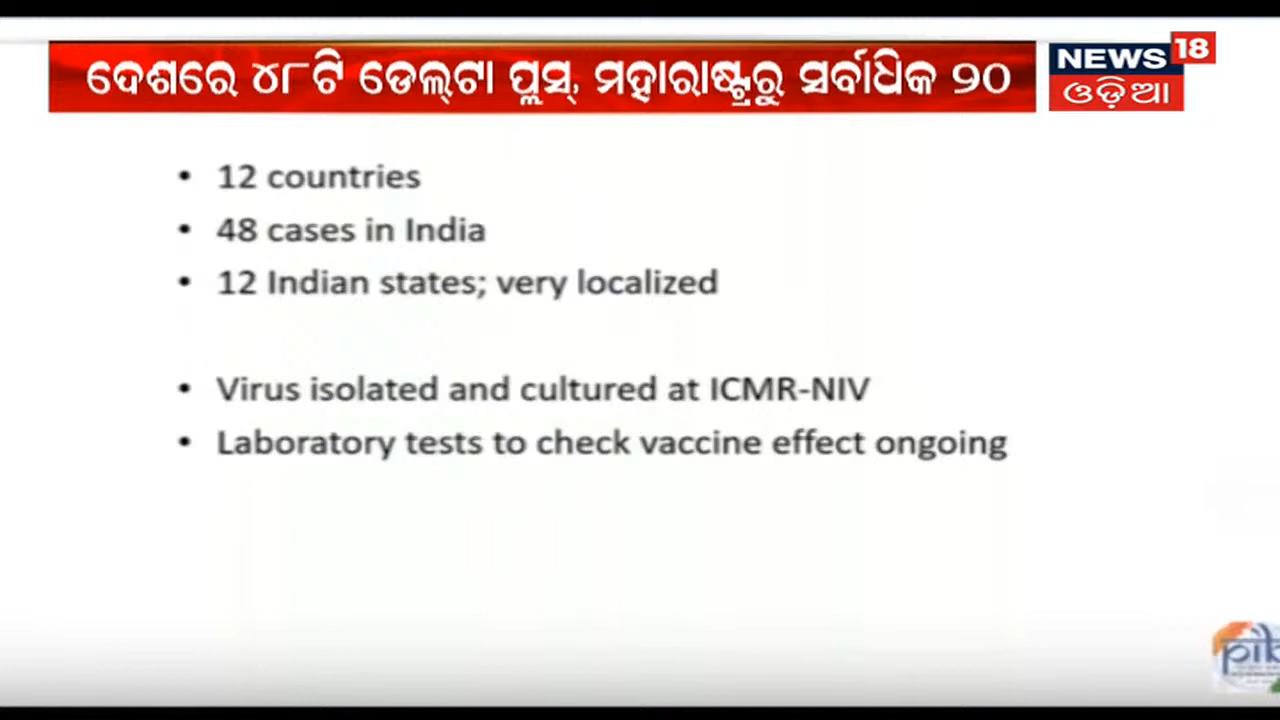 ଦେଶରେ ୪୮ଟି ଡେଲ୍‌ଟା ପ୍ଲସ୍, ମହାରାଷ୍ଟ୍ରରୁ ସର୍ବାଧିକ ୨୦
NEWS 18
ଓଡ଼ିଆ
• 12 countries
• 48 cases in India
• 12 Indian states; very localized
• Virus isolated and cultured at ICMR-NIV
• Laboratory tests to check vaccine effect ongoing